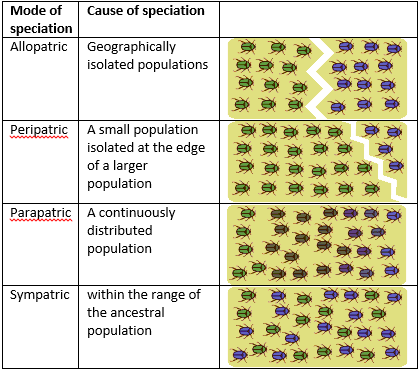 Mode of
speciation
Cause of speciation
Allopatric
Geographically
isolated populations
Peripatric
A small population
isolated at the edge
of a larger
population
Parapatric
A continuously
distributed
population
Sympatric
within the range of
the ancestral
population